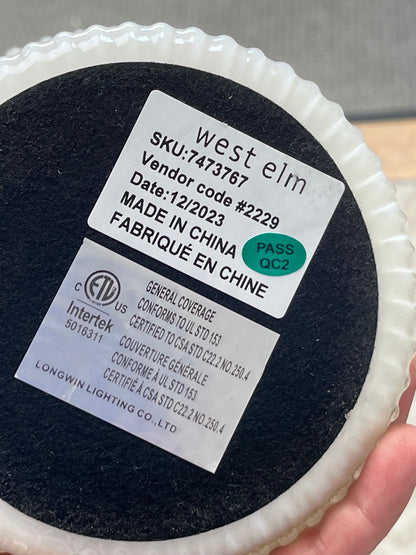 west elm
SKU:7473767
Vendor code #2229
Date:12/2023
MADE IN CHINA
FABRIQUÉ EN CHINE
PASS
QC2
C ETL US
Intertek
5016311
GENERAL COVERAGE
CONFORMS TO UL STD 153
CERTIFIED TO CSA STD C22.2 NO.250.4
COUVERTURE GÉNÉRALE
CONFORME À UL STD 153
CERTIFIÉ À CSA STD C22.2 NO.250.4
LONGWIN LIGHTING CO.,LTD